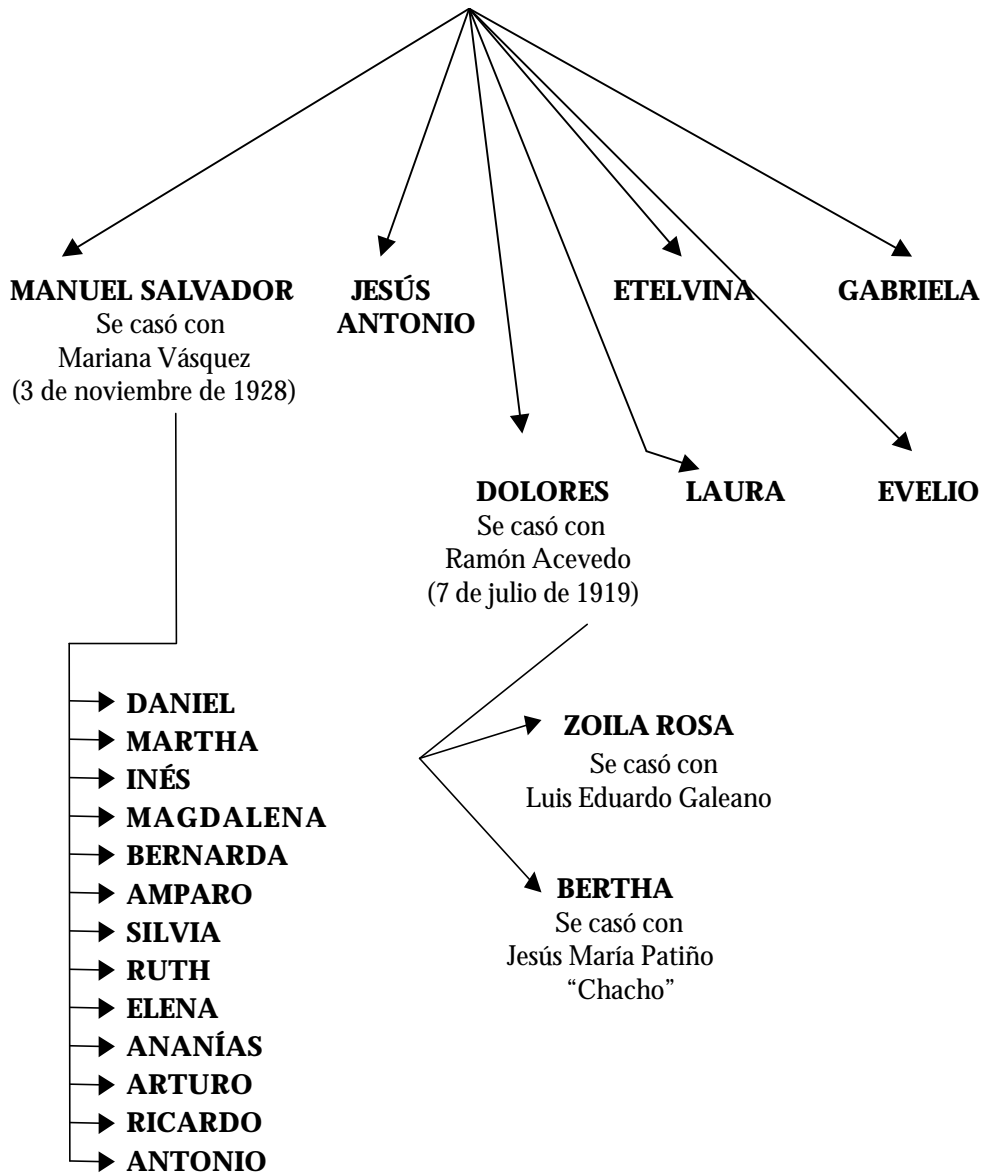 MANUEL SALVADOR
Se casó con
Mariana Vásquez
(3 de noviembre de 1928)
JESÚS
ANTONIO
ETELVINA
GABRIELA
DOLORES
Se casó con
Ramón Acevedo
(7 de julio de 1919)
LAURA
EVELIO
DANIEL
MARTHA
INÉS
MAGDALENA
BERNARDA
AMPARO
SILVIA
RUTH
ELENA
ANANÍAS
ARTURO
RICARDO
ANTONIO
ZOILA ROSA
Se casó con
Luis Eduardo Galeano
BERTHA
Se casó con
Jesús María Patiño
“Chacho”